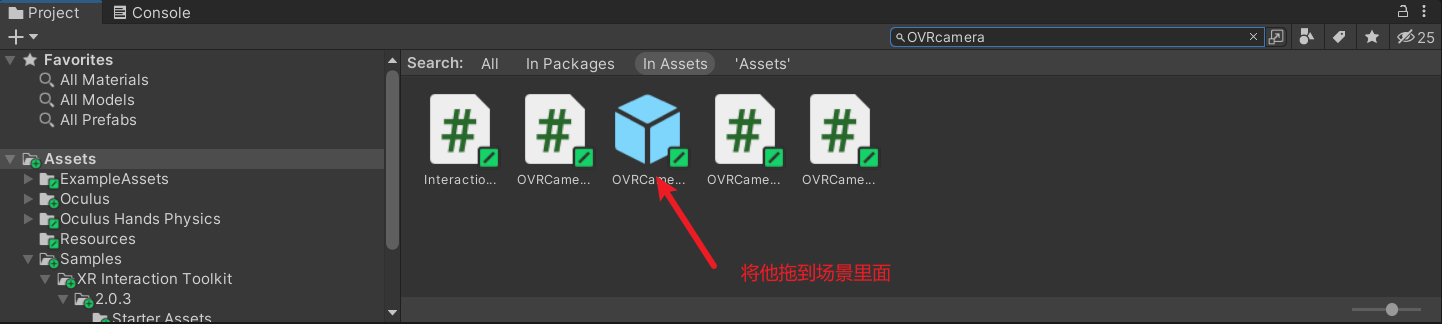 Project
Console
OVRcamera
25
Favorites
All Materials
All Models
All Prefabs
Assets
ExampleAssets
Oculus
Oculus Hands Physics
Resources
Samples
XR Interaction Toolkit
2.0.3
Starter Assets
Search: All In Packages In Assets 'Assets'
Interactio... OVRCame... OVRCame... OVRCame... OVRCame...
将他拖到场景里面